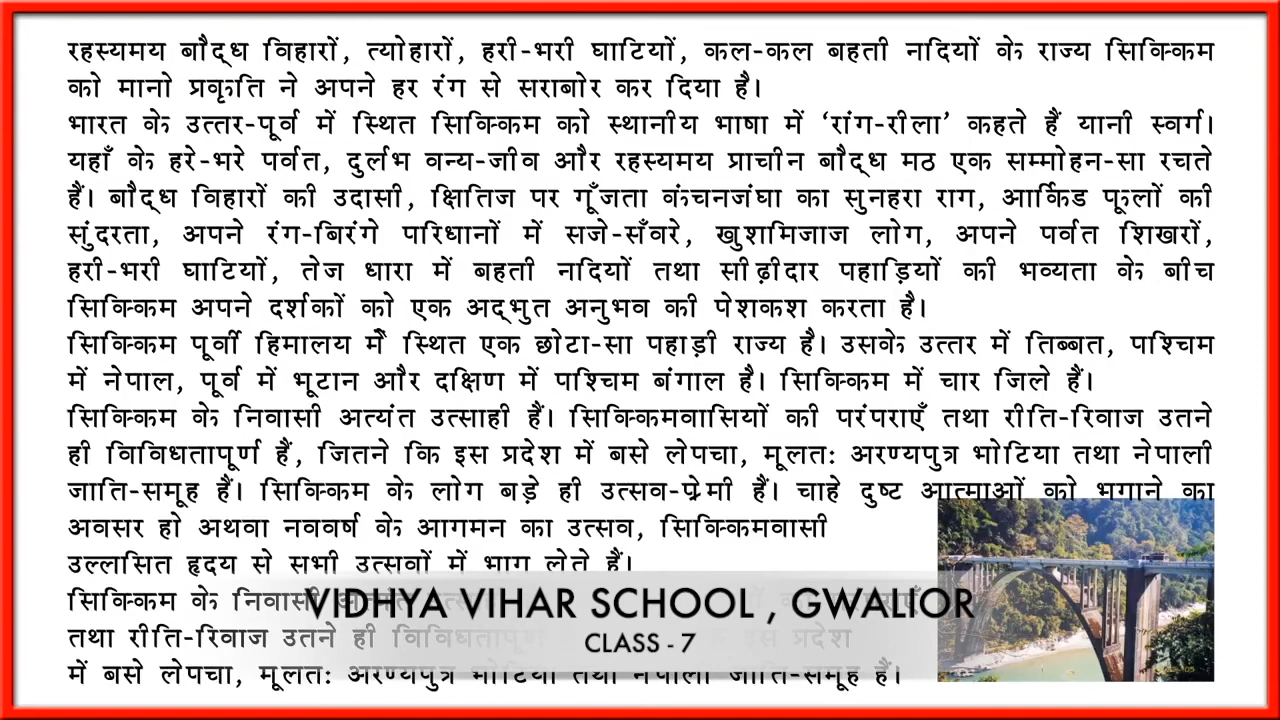 रहस्यमय बौद्ध विहारों, त्योहारों, हरी-भरी घाटियों, कल-कल बहती नदियों के राज्य सिक्किम
को मानो प्रकृति ने अपने हर रंग से सराबोर कर दिया है।
भारत के उत्तर-पूर्व में स्थित सिक्किम को स्थानीय भाषा में ‘रांग-रीला’ कहते हैं यानी स्वर्ग।
यहाँ के हरे-भरे पर्वत, दुर्लभ वन्य-जीव और रहस्यमय प्राचीन बौद्ध मठ एक सम्मोहन-सा रचते
हैं। बौद्ध विहारों की उदासी, क्षितिज पर गूँजता कंचनजंघा का सुनहरा राग, आर्किड फूलों की
सुंदरता, अपने रंग-बिरंगे परिधानों में सजे-सँवरे, खुशमिजाज लोग, अपने पर्वत शिखरों,
हरी-भरी घाटियों, तेज धारा में बहती नदियों तथा सीढ़ीदार पहाड़ियों की भव्यता के बीच
सिक्किम अपने दर्शकों को एक अद्भुत अनुभव की पेशकश करता है।
सिक्किम पूर्वी हिमालय में स्थित एक छोटा-सा पहाड़ी राज्य है। उसके उत्तर में तिब्बत, पश्चिम
में नेपाल, पूर्व में भूटान और दक्षिण में पश्चिम बंगाल है। सिक्किम में चार जिले हैं।
सिक्किम के निवासी अत्यंत उत्साही हैं। सिक्किमवासियों की परंपराएँ तथा रीति-रिवाज उतने
ही विविधतापूर्ण हैं, जितने कि इस प्रदेश में बसे लेपचा, मूलतः अरण्यपुत्र भोटिया तथा नेपाली
जाति-समूह हैं। सिक्किम के लोग बड़े ही उत्सव-प्रेमी हैं। चाहे दुष्ट आत्माओं को भगाने का
अवसर हो अथवा नववर्ष के आगमन का उत्सव, सिक्किमवासी
उल्लासित हृदय से सभी उत्सवों में भाग लेते हैं।
सिक्किम के निवासी
VIDHYA VIHAR SCHOOL , GWALIOR
तथा रीति-रिवाज उतने ही विविधतापूर्ण इस प्रदेश
CLASS - 7
में बसे लेपचा, मूलतः अरण्यपुत्र भोटिया तथा नेपाली जाति-समूह हैं।